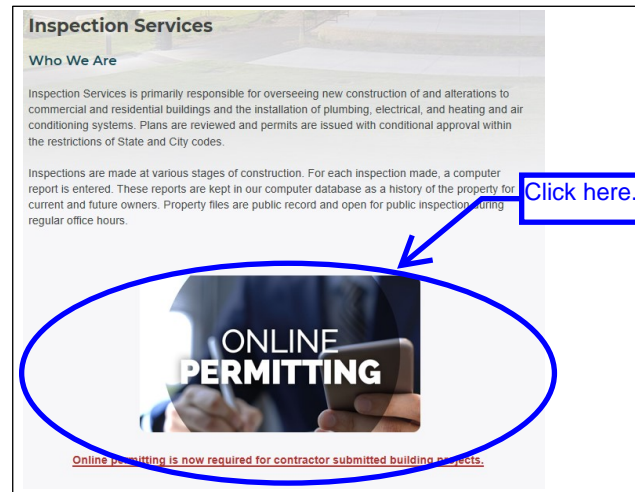 Inspection Services
Who We Are
Inspection Services is primarily responsible for overseeing new construction of and alterations to
commercial and residential buildings and the installation of plumbing, electrical, and heating and air
conditioning systems. Plans are reviewed and permits are issued with conditional approval within
the restrictions of State and City codes.
Inspections are made at various stages of construction. For each inspection made, a computer
report is entered. These reports are kept in our computer database as a history of the property for
current and future owners. Property files are public record and open for public inspection during
regular office hours.
Click here.
ONLINE
PERMITTING
Online permitting is now required for contractor submitted building projects.